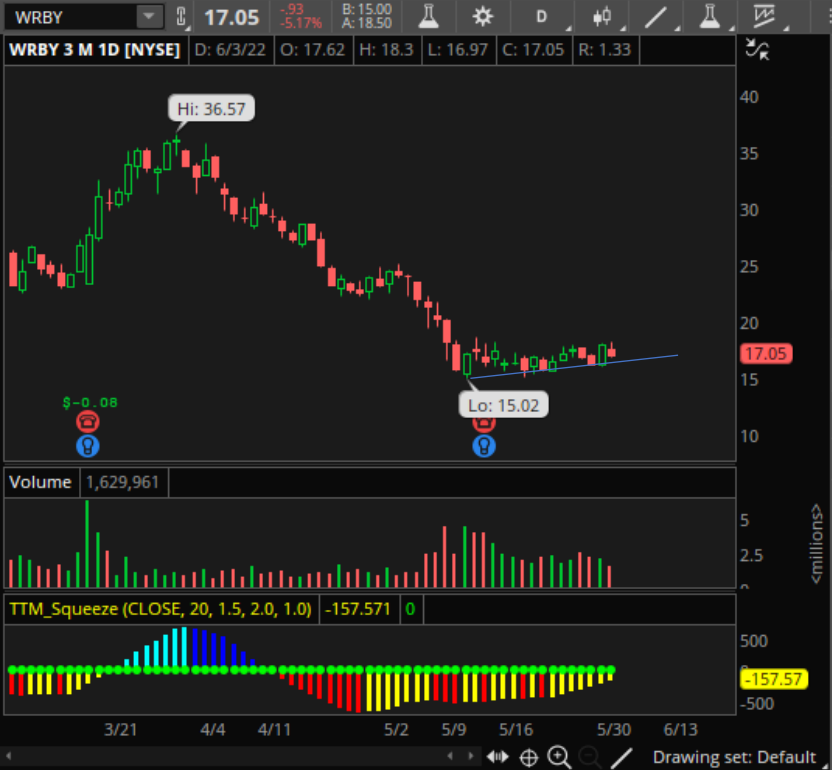 WRBY 17.05 -.93 B: 15.00 D
-5.17% A: 18.50
WRBY 3 M 1D [NYSE] D: 6/3/22 O: 17.62 H: 18.3 L: 16.97 C: 17.05 R: 1.33
40
Hi: 36.57
35
30
25
20
17.05
15
$-0.08
Lo: 15.02
10
Volume 1,629,961
5
2.5
<millions>
TTM_Squeeze (CLOSE, 20, 1.5, 2.0, 1.0) -157.571 0
500
-157.57
-500
3/21 4/4 4/11 5/2 5/9 5/16 5/30 6/13
Drawing set: Default